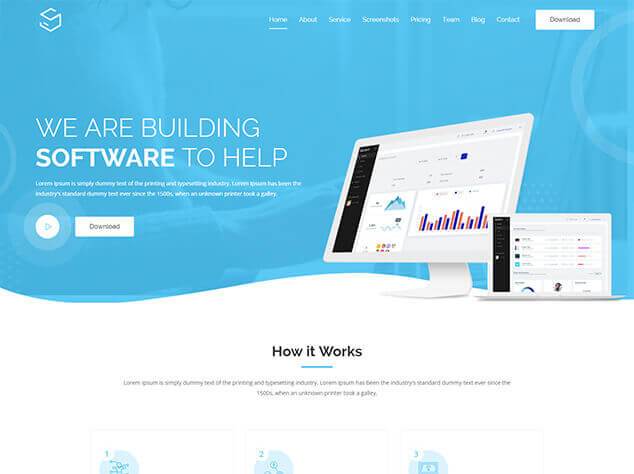 Home About Service Screenshots Pricing Team Blog Contact Download
WE ARE BUILDING
SOFTWARE TO HELP
Lorem Ipsum is simply dummy text of the printing and typesetting industry. Lorem Ipsum has been the
industry's standard dummy text ever since the 1500s, when an unknown printer took a galley.
Download
How it Works
Lorem Ipsum is simply dummy text of the printing and typesetting industry. Lorem Ipsum has been the industry's standard dummy text ever since the
1500s, when an unknown printer took a galley.
1 2 3